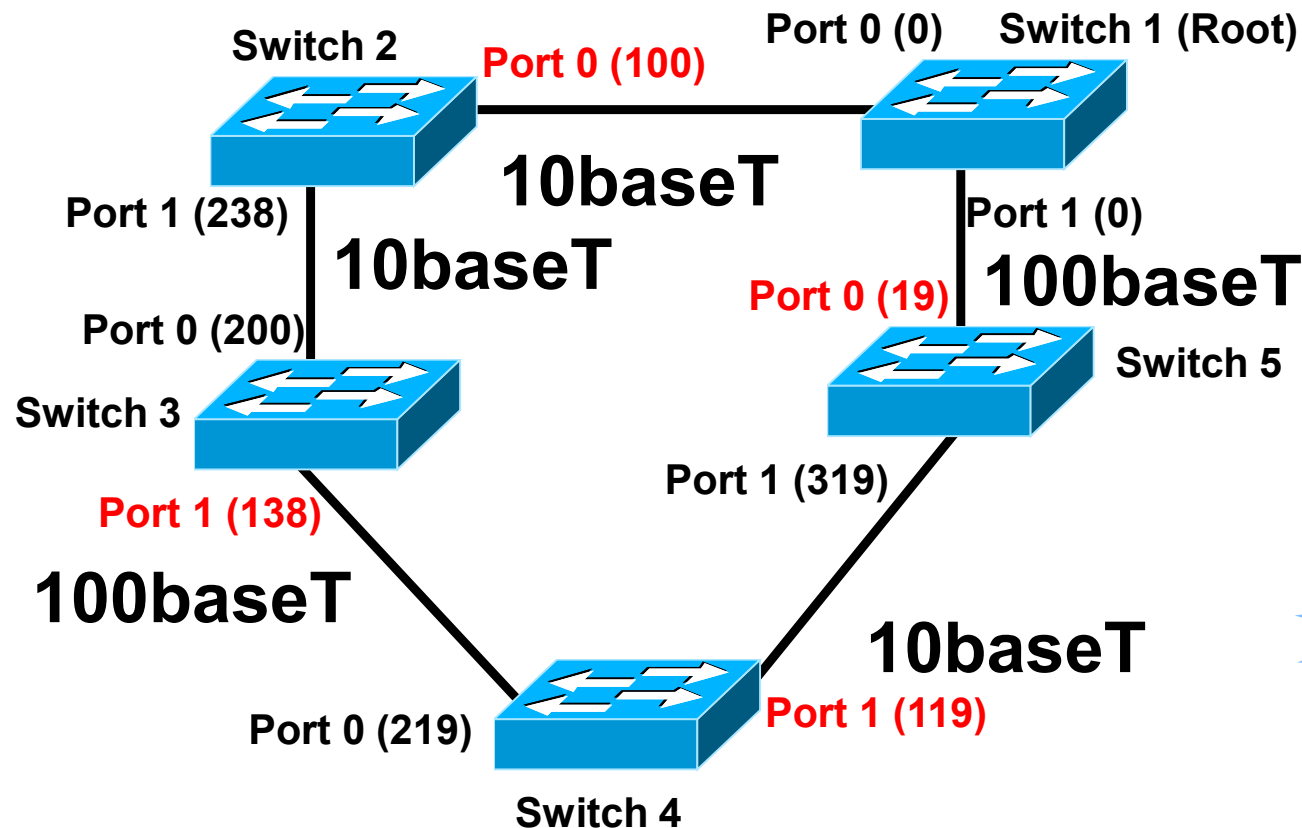 Switch 2
Port 0 (100)
Port 0 (0)
Switch 1 (Root)
10baseT
Port 1 (238)
10baseT
Port 1 (0)
100baseT
Port 0 (19)
Port 0 (200)
Switch 5
Switch 3
Port 1 (319)
Port 1 (138)
100baseT
10baseT
Port 0 (219)
Port 1 (119)
Switch 4